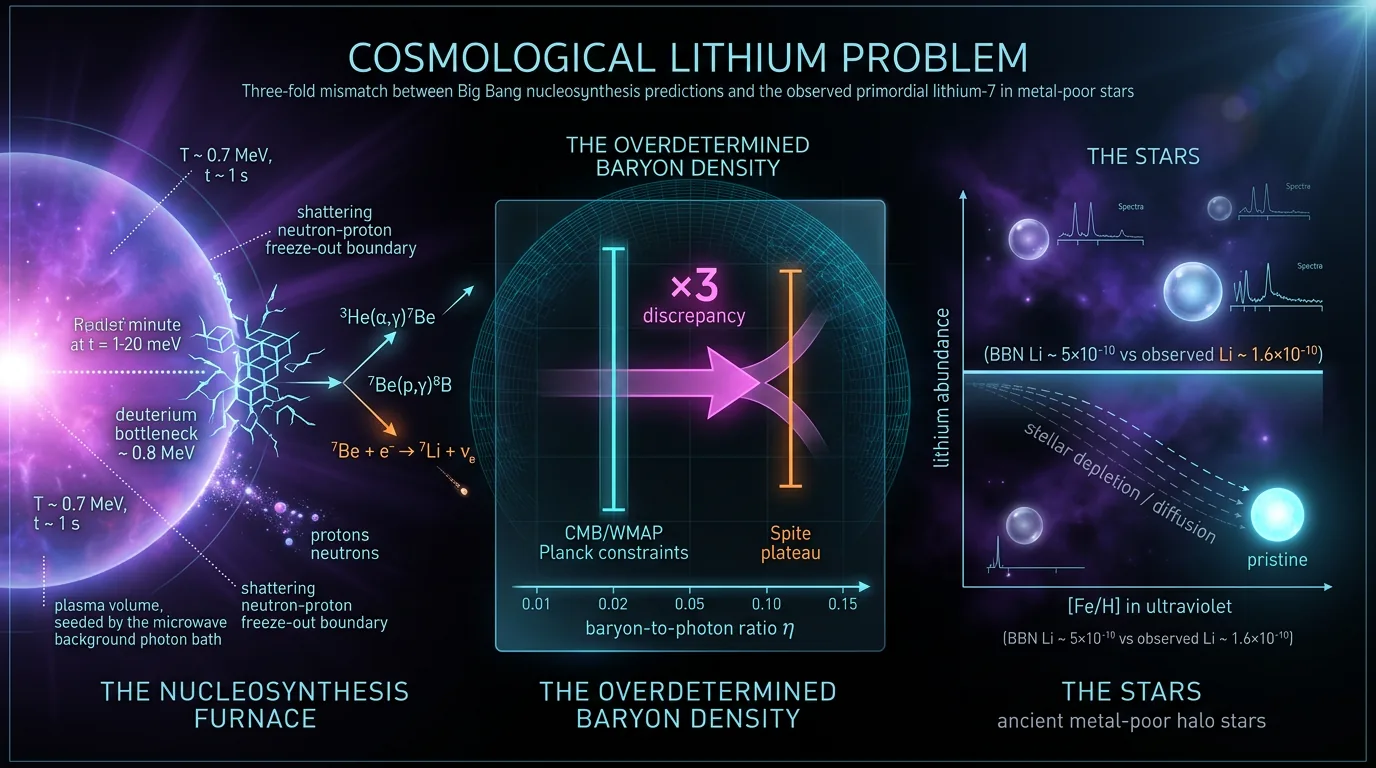 COSMOLOGICAL LITHIUM PROBLEM
Three-fold mismatch between Big Bang nucleosynthesis predictions and the observed primordial lithium-7 in metal-poor stars
T ~ 0.7 MeV,
t ~ 1 s
shattering
neutron-proton
freeze-out boundary
minute
at t = 1-20 meV
deuterium
bottleneck
~ 0.8 MeV
T ~ 0.7 MeV,
t ~ 1 s
plasma volume,
seeded by the microwave
background photon bath
³He(α,γ)⁷Be
⁷Be(p,γ)⁸B
⁷Be + e⁻ → ⁷Li + νₑ
protons
neutrons
shattering
neutron-proton
freeze-out boundary
THE NUCLEOSYNTHESIS
FURNACE
THE OVERDETERMINED
BARYON DENSITY
×3
discrepancy
CMB/WMAP
Planck constraints
Spite
plateau
0.01 0.02 0.05 0.10 0.15
baryon-to-photon ratio η
THE OVERDETERMINED
BARYON DENSITY
THE STARS
Spectra
Spectra
Spectra
lithium abundance
(BBN Li ~ 5×10⁻¹⁰ vs observed Li ~ 1.6×10⁻¹⁰)
stellar depletion / diffusion
pristine
[Fe/H] in ultraviolet
(BBN Li ~ 5×10⁻¹⁰ vs observed Li ~ 1.6×10⁻¹⁰)
THE STARS
ancient metal-poor halo stars